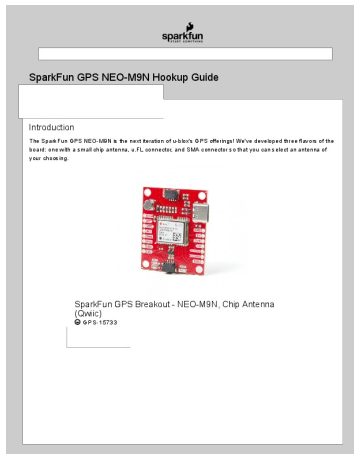 sparkfun
START SOMETHING
SparkFun GPS NEO-M9N Hookup Guide
Introduction
The SparkFun GPS NEO-M9N is the next iteration of u-blox's GPS offerings! We've developed three flavors of the
board: one with a small chip antenna, u.FL connector, and SMA connector so that you can select an antenna of
your choosing.
SparkFun GPS Breakout - NEO-M9N, Chip Antenna
(Qwiic)
GPS-15733